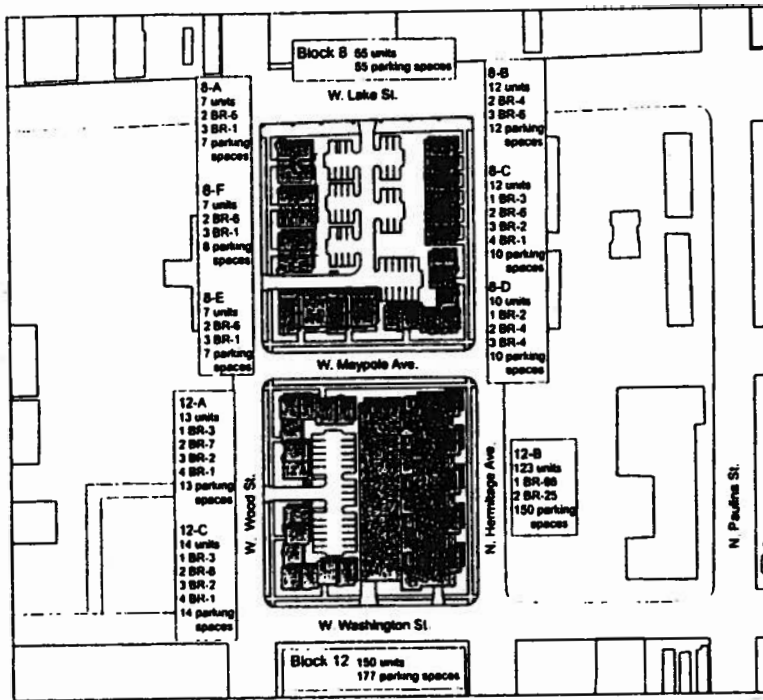 Block 8 55 units
55 parking spaces
W. Lake St.
8-A
7 units
2 BR-6
3 BR-1
7 parking
spaces
8-F
7 units
2 BR-6
3 BR-1
6 parking
spaces
8-E
7 units
2 BR-6
3 BR-1
7 parking
spaces
8-B
12 units
2 BR-4
3 BR-6
12 parking
spaces
8-C
12 units
1 BR-3
2 BR-6
3 BR-2
4 BR-1
10 parking
spaces
8-D
10 units
1 BR-2
2 BR-4
3 BR-4
10 parking
spaces
W. Maypole Ave.
12-A
13 units
1 BR-3
2 BR-7
3 BR-2
4 BR-1
13 parking
spaces
12-C
14 units
1 BR-3
2 BR-8
3 BR-2
4 BR-1
14 parking
spaces
W. Wood St.
N. Hermitage Ave.
12-B
123 units
2 BR-25
150 parking
spaces
N. Paulina St.
W. Washington St.
Block 12 150 units
177 parking spaces